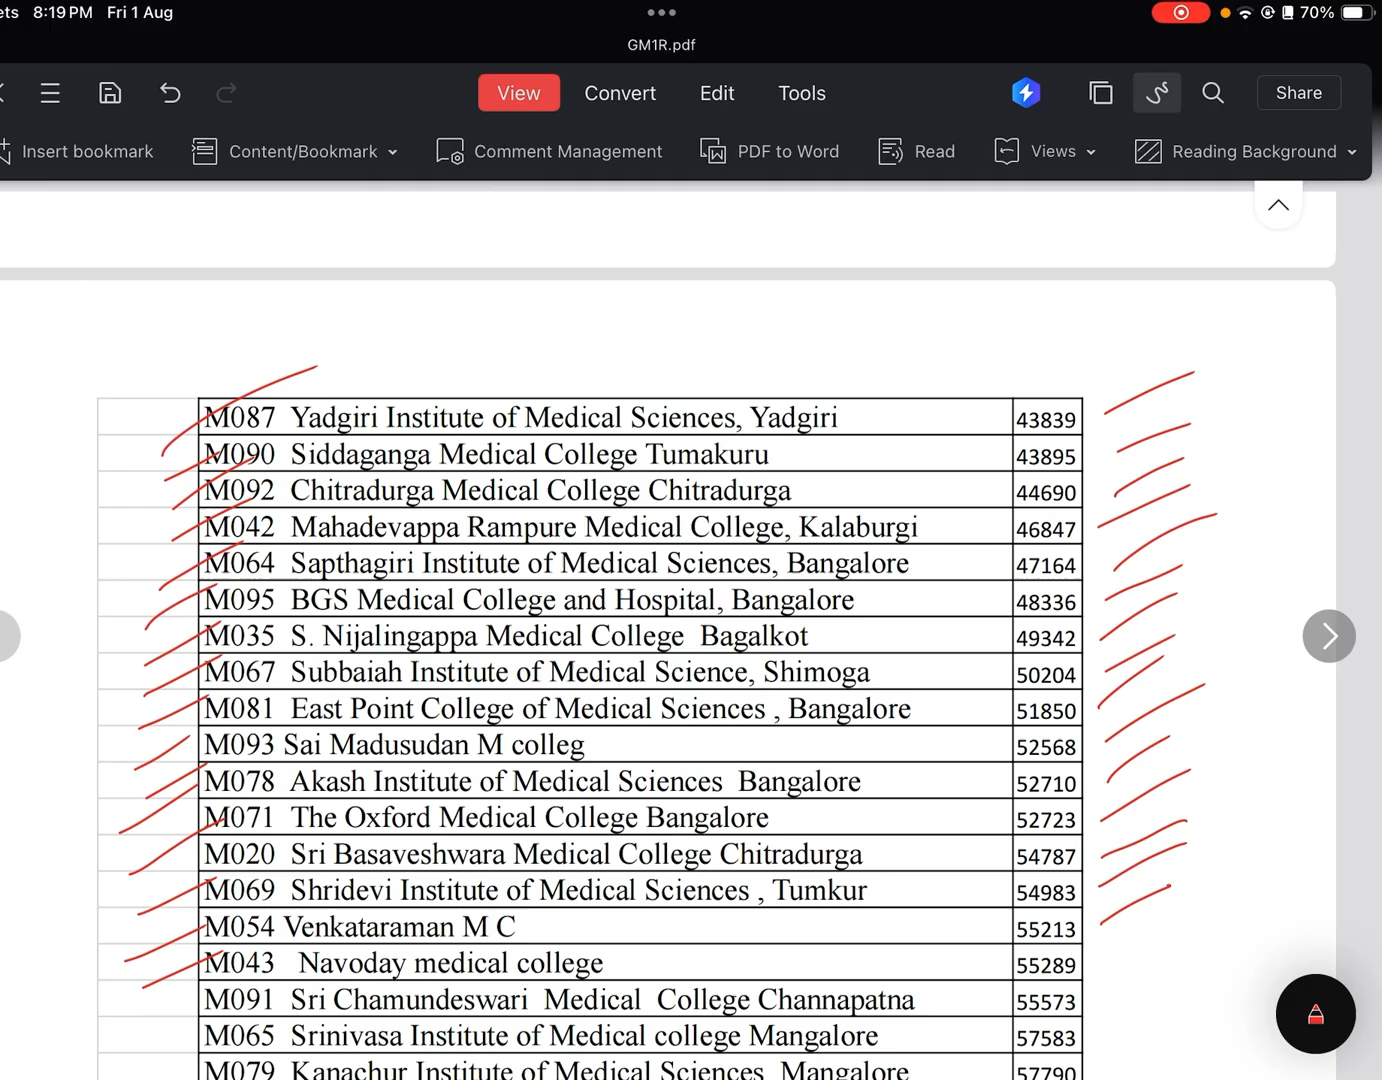 ets 8:19 PM Fri 1 Aug 70%
GM1R.pdf
View Convert Edit Tools Share
Insert bookmark Content/Bookmark Comment Management PDF to Word Read Views Reading Background
M087 Yadgiri Institute of Medical Sciences, Yadgiri 43839
M090 Siddaganga Medical College Tumakuru 43895
M092 Chitradurga Medical College Chitradurga 44690
M042 Mahadevappa Rampure Medical College, Kalaburgi 46847
M064 Sapthagiri Institute of Medical Sciences, Bangalore 47164
M095 BGS Medical College and Hospital, Bangalore 48336
M035 S. Nijalingappa Medical College Bagalkot 49342
M067 Subbaiah Institute of Medical Science, Shimoga 50204
M081 East Point College of Medical Sciences , Bangalore 51850
M093 Sai Madusudan M colleg 52568
M078 Akash Institute of Medical Sciences Bangalore 52710
M071 The Oxford Medical College Bangalore 52723
M020 Sri Basaveshwara Medical College Chitradurga 54787
M069 Shridevi Institute of Medical Sciences , Tumkur 54983
M054 Venkataraman M C 55213
M043 Navoday medical college 55289
M091 Sri Chamundeswari Medical College Channapatna 55573
M065 Srinivasa Institute of Medical college Mangalore 57583
M079 Kanachur Institute of Medical Sciences Mangalore 57790